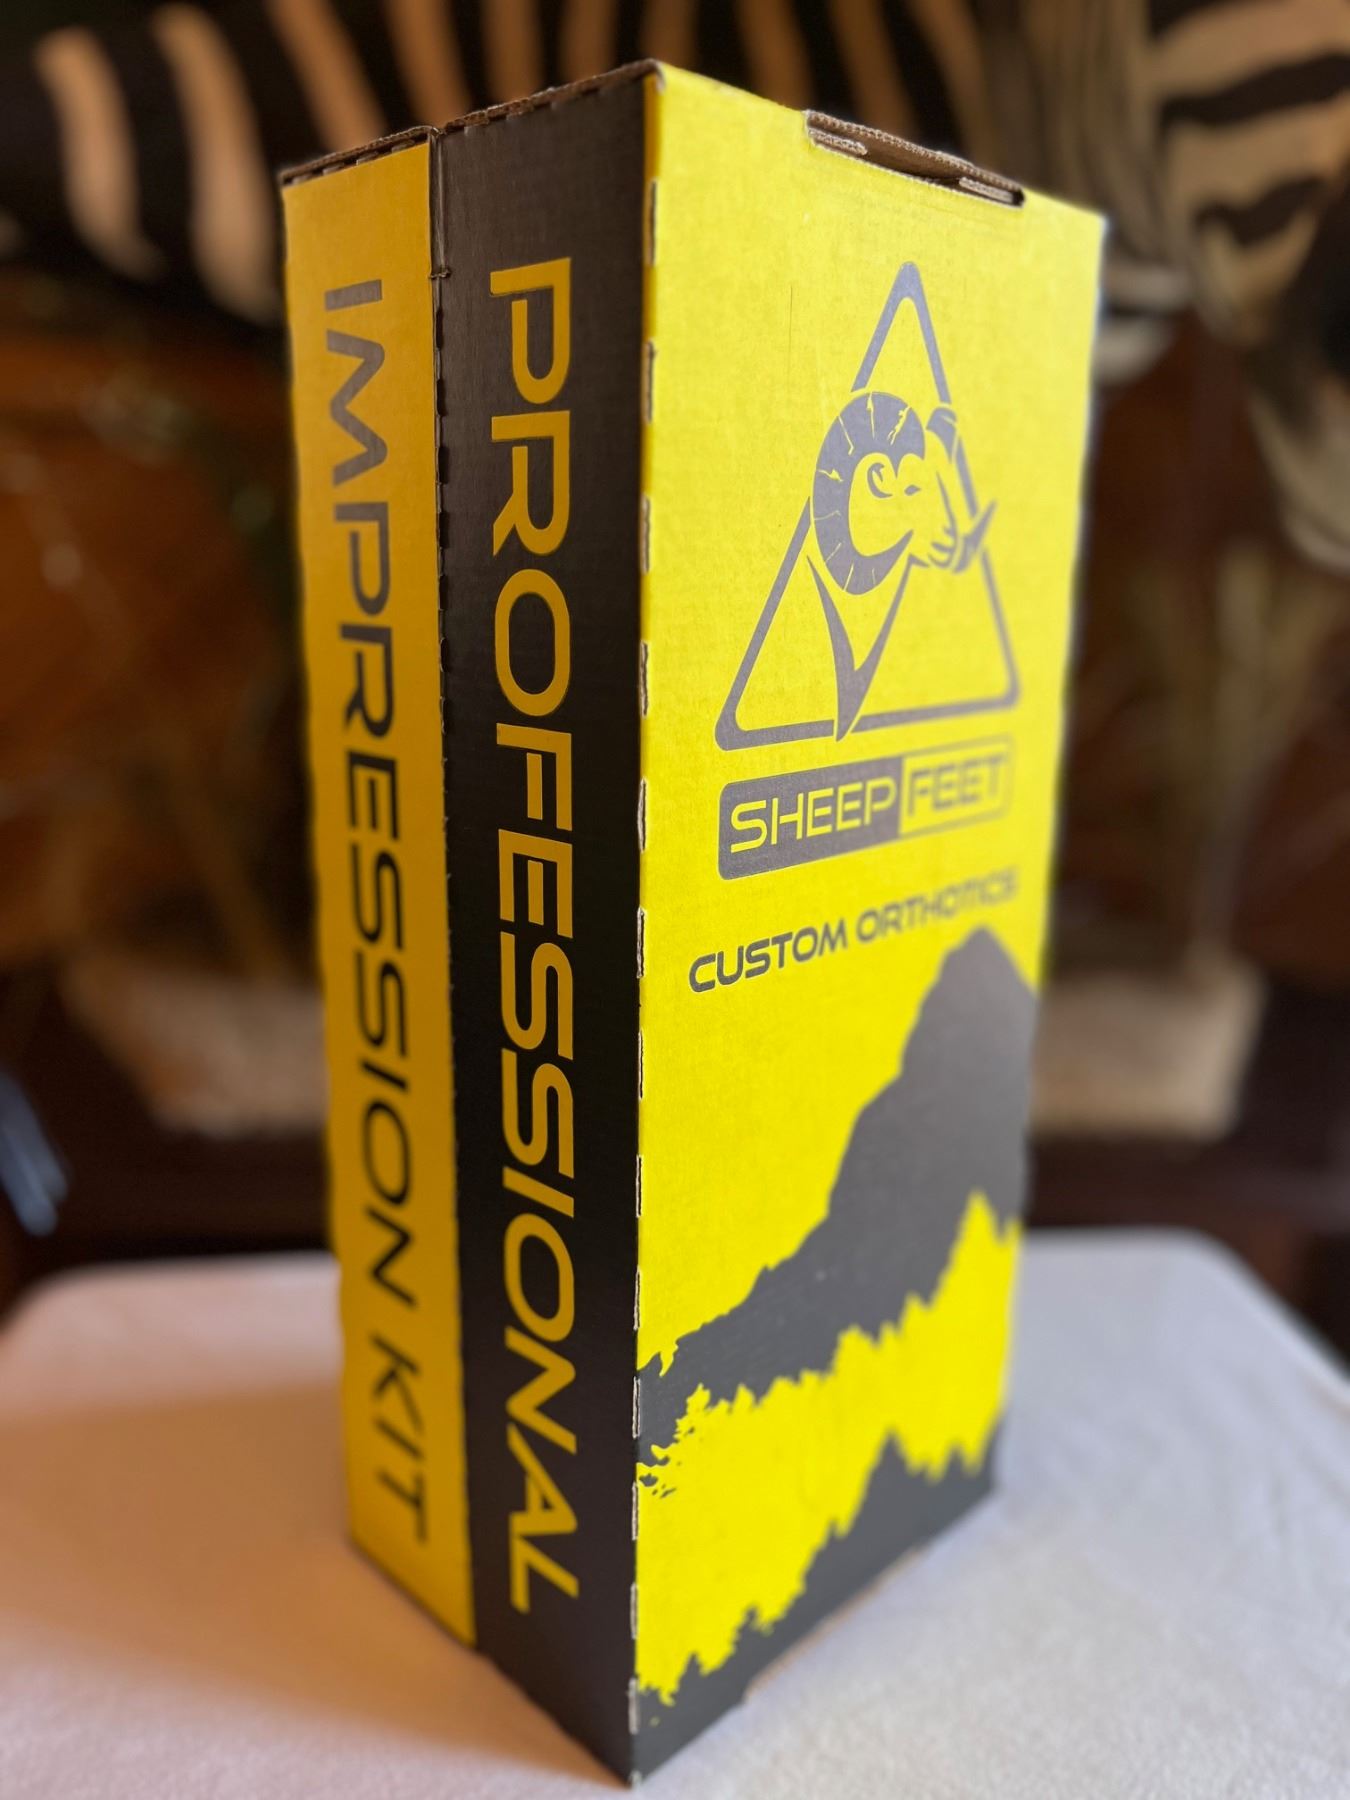 PROFESSIONAL
IMPRESSION KIT
SHEEP FEET
CUSTOM ORTHOTICS